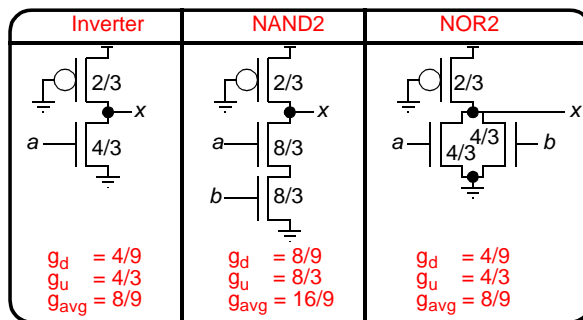 Inverter NAND2 NOR2
2/3 2/3 2/3
x x x
a 4/3 a 8/3 a 4/3 4/3 b
b 8/3
g_d = 4/9 g_d = 8/9 g_d = 4/9
g_u = 4/3 g_u = 8/3 g_u = 4/3
g_avg = 8/9 g_avg = 16/9 g_avg = 8/9